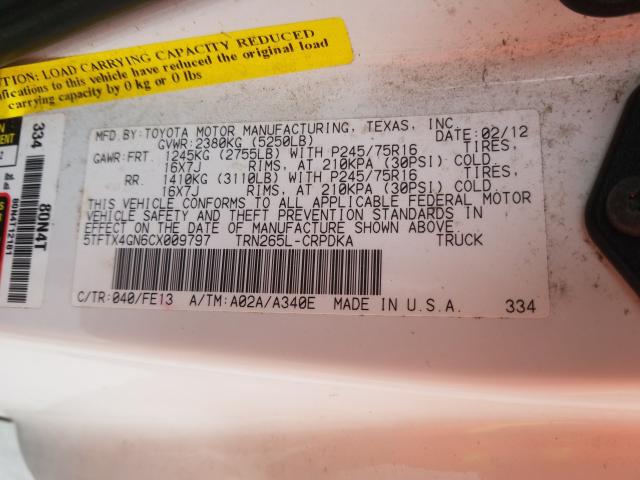 TION: LOAD CARRYING CAPACITY REDUCED
ifications to this vehicle have reduced the original load
carrying capacity by 0 kg or 0 lbs
MFD.BY: TOYOTA MOTOR MANUFACTURING, TEXAS, INC.
GVWR:2380KG (5250LB) DATE: 02/12
GAWR:FRT. 1245KG (2755LB) WITH P245/75R16 TIRES,
16X7J RIMS, AT 210KPA (30PSI) COLD.
RR. 1410KG (3110LB) WITH P245/75R16 TIRES,
16X7J RIMS, AT 210KPA (30PSI) COLD.
THIS VEHICLE CONFORMS TO ALL APPLICABLE FEDERAL MOTOR
VEHICLE SAFETY AND THEFT PREVENTION STANDARDS IN
EFFECT ON THE DATE OF MANUFACTURE SHOWN ABOVE.
5TFTX4GN6CX009797 TRN265L-CRPDKA TRUCK
C/TR:040/FE13 A/TM:A02A/A340E MADE IN U.S.A. 334
334
80N4T